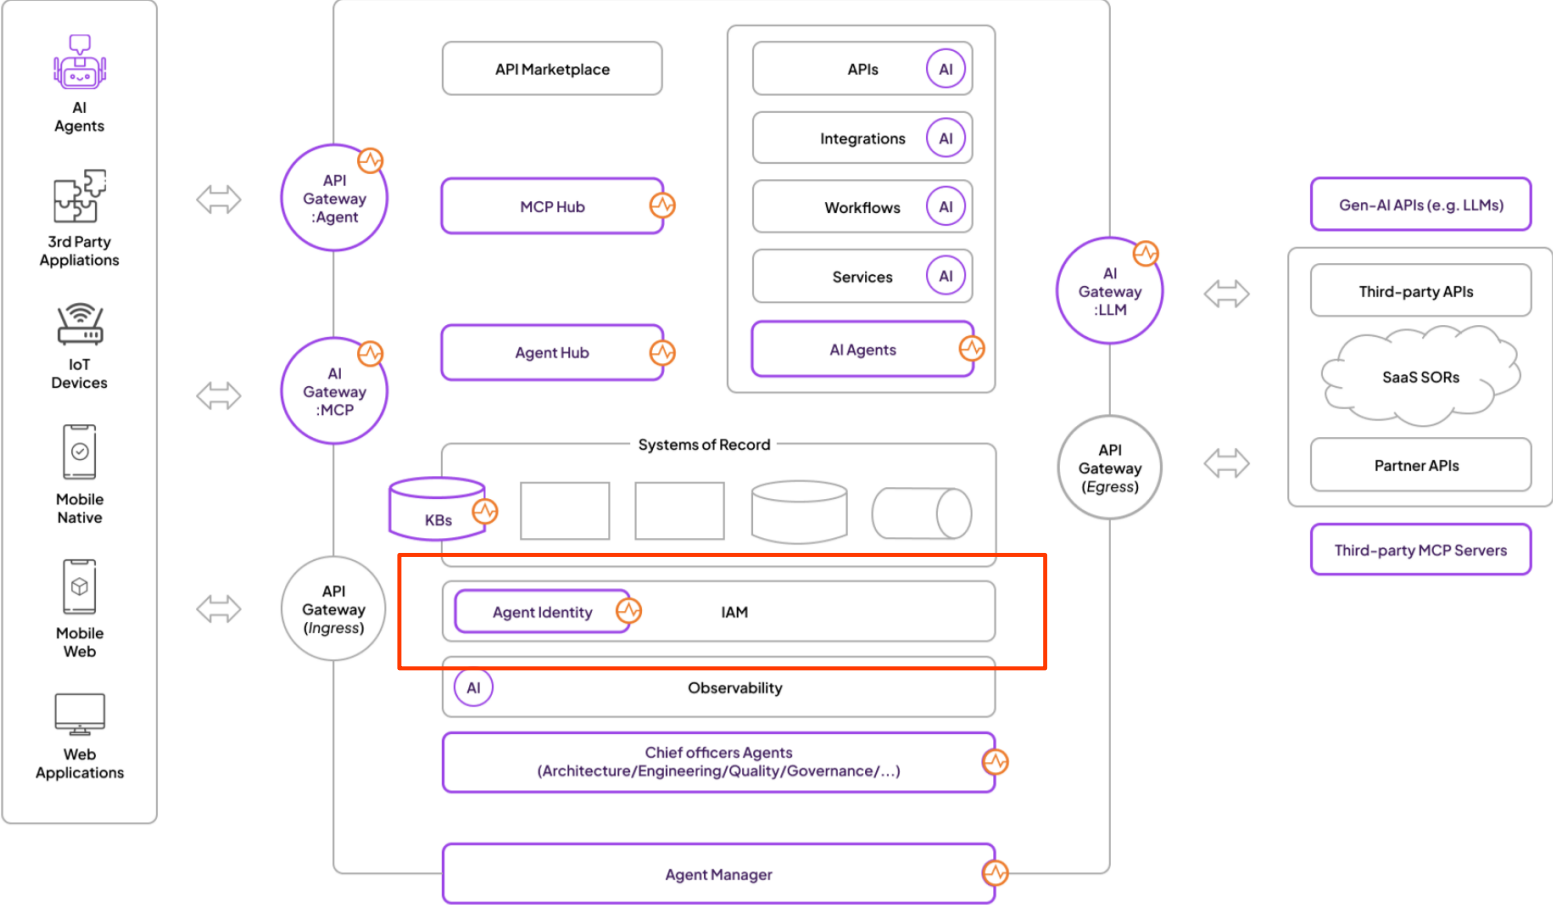 AI
Agents
3rd Party
Appliations
IoT
Devices
Mobile
Native
Mobile
Web
Web
Applications
API
Gateway
:Agent
AI
Gateway
:MCP
API
Gateway
(Ingress)
API Marketplace
MCP Hub
Agent Hub
APIs
AI
Integrations
AI
Workflows
AI
Services
AI
AI Agents
Systems of Record
KBs
Agent Identity
IAM
AI
Observability
Chief officers Agents
(Architecture/Engineering/Quality/Governance/...)
Agent Manager
AI
Gateway
:LLM
API
Gateway
(Egress)
Gen-AI APIs (e.g. LLMs)
Third-party APIs
SaaS SORs
Partner APIs
Third-party MCP Servers